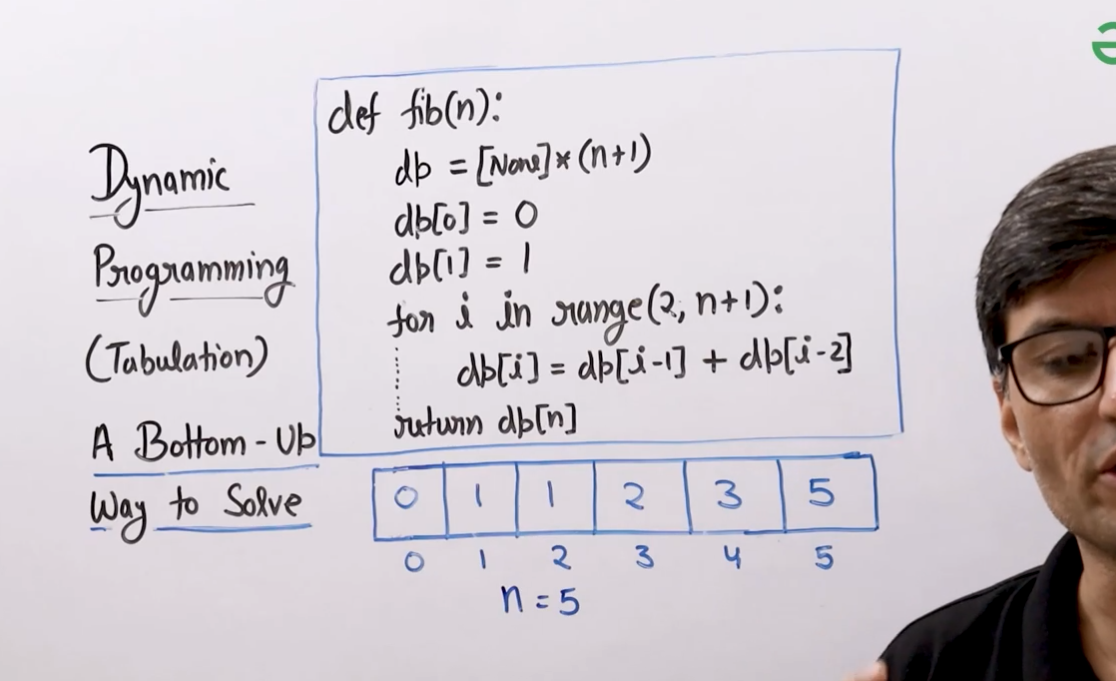 Dynamic
Programming
(Tabulation)
A Bottom-Up
Way to Solve
def fib(n):
dp = [None]*(n+1)
dp[0] = 0
dp[1] = 1
for i in range(2, n+1):
dp[i] = dp[i-1] + dp[i-2]
return dp[n]
0 1 1 2 3 5
0 1 2 3 4 5
n = 5